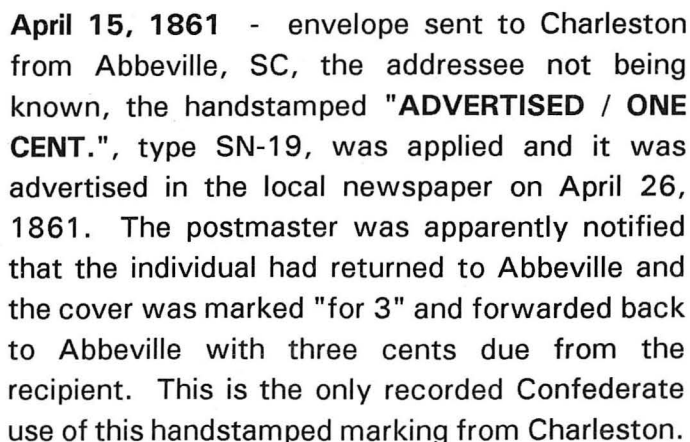 April 15, 1861 - envelope sent to Charleston
from Abbeville, SC, the addressee not being
known, the handstamped "ADVERTISED / ONE
CENT.", type SN-19, was applied and it was
advertised in the local newspaper on April 26,
1861. The postmaster was apparently notified
that the individual had returned to Abbeville and
the cover was marked "for 3" and forwarded back
to Abbeville with three cents due from the
recipient. This is the only recorded Confederate
use of this handstamped marking from Charleston.